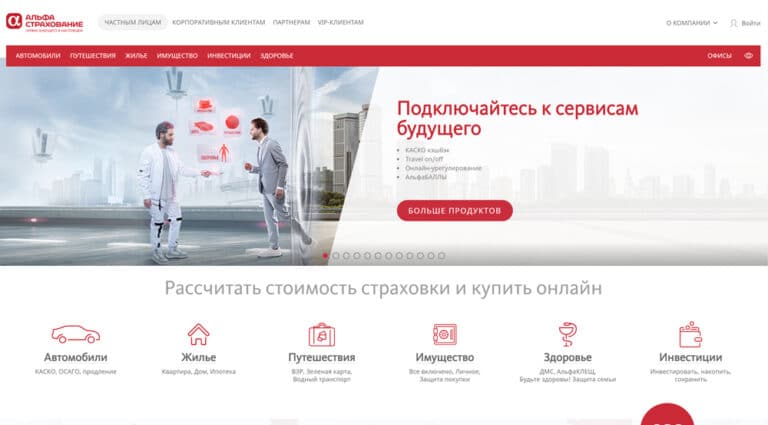 АЛЬФА
СТРАХОВАНИЕ
ЧАСТНЫМ ЛИЦАМ КОРПОРАТИВНЫМ КЛИЕНТАМ ПАРТНЕРАМ VIP-КЛИЕНТАМ О КОМПАНИИ Войти
АВТОМОБИЛИ ПУТЕШЕСТВИЯ ЖИЛЬЕ ИМУЩЕСТВО ИНВЕСТИЦИИ ЗДОРОВЬЕ ОФИСЫ
ЗДОРОВЬЕ
Подключайтесь к сервисам
будущего
КАСКО кэшбэк
Travel on/off
Онлайн-урегулирование
АльфаБАЛЛЫ
БОЛЬШЕ ПРОДУКТОВ
Рассчитать стоимость страховки и купить онлайн
Автомобили Жилье Путешествия Имущество Здоровье Инвестиции
КАСКО, ОСАГО, продление Квартира, Дом, Ипотека ВЗР, Зеленая карта, Все включено, Личное, ДМС, АльфаКЛЕЩ, Инвестировать, накопить,
Водный транспорт Защита покупки Будьте здоровы! Защита семьи сохранить